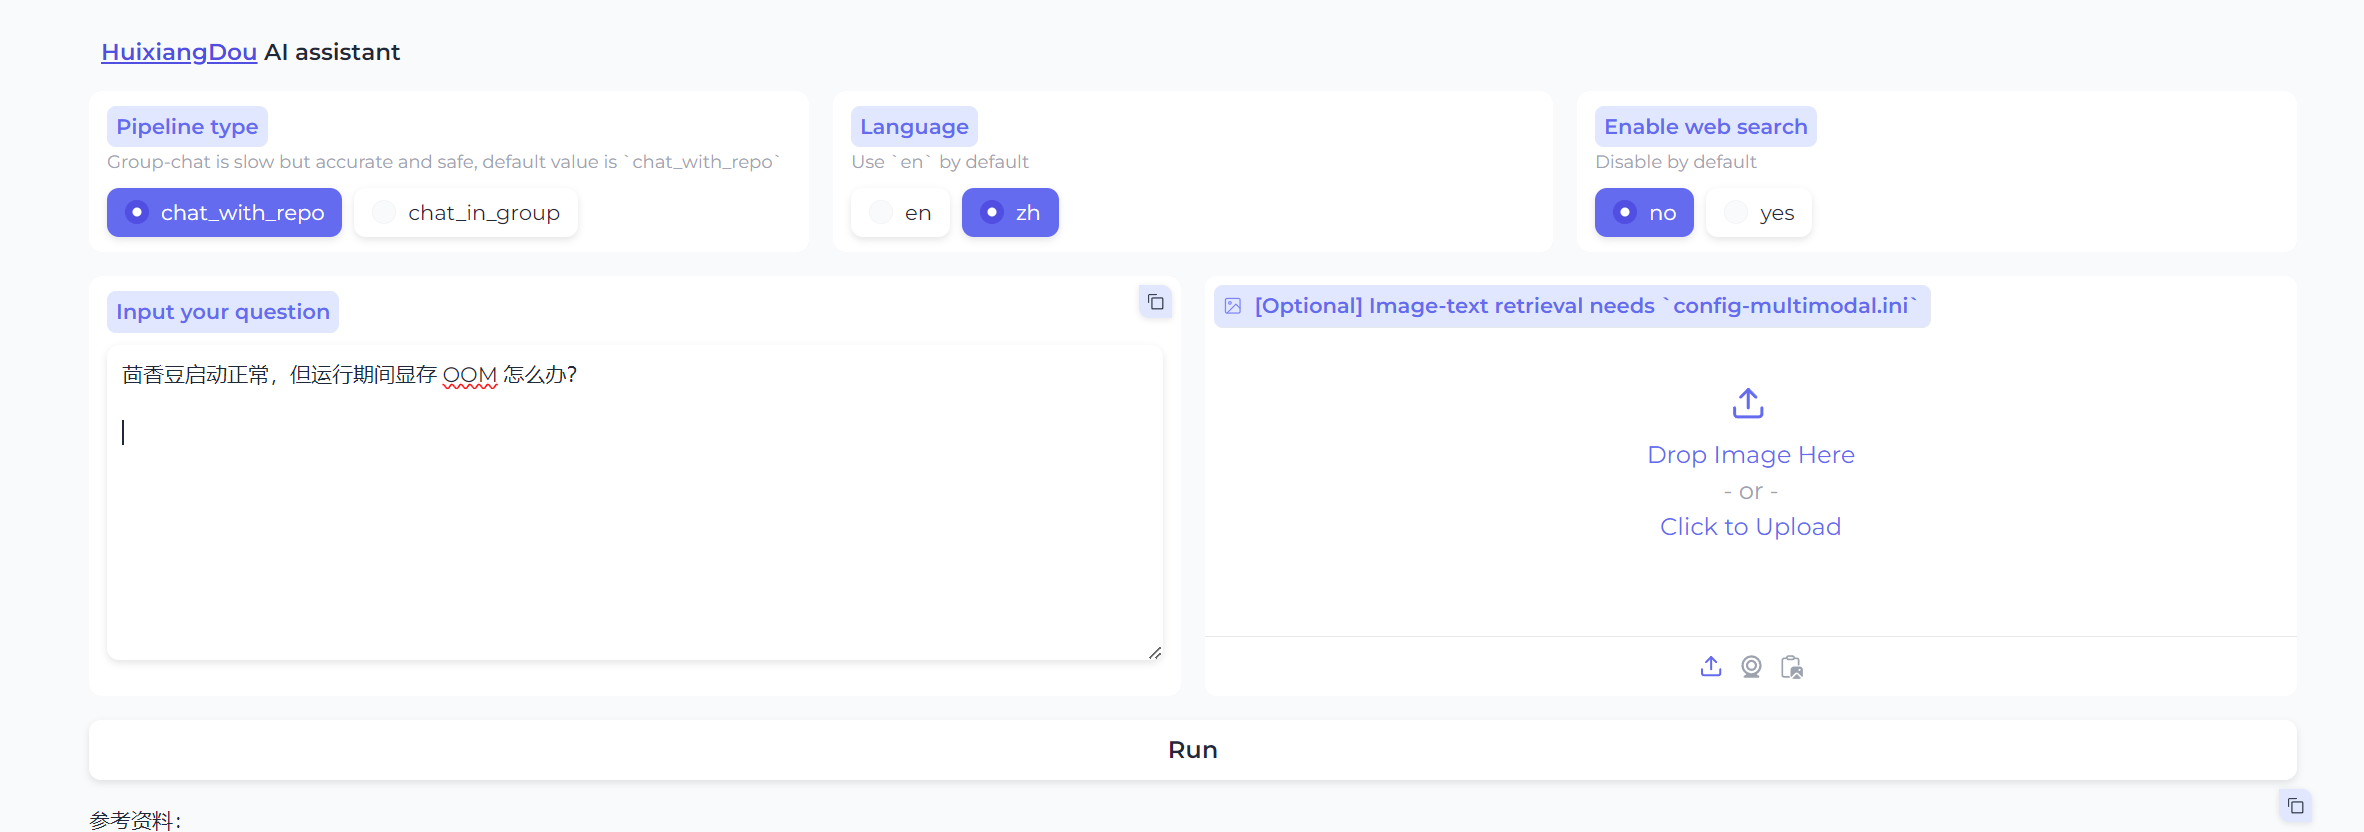 HuixiangDou AI assistant
Pipeline type
Group-chat is slow but accurate and safe, default value is `chat_with_repo`
chat_with_repo
chat_in_group
Language
Use `en` by default
en
zh
Enable web search
Disable by default
no
yes
Input your question
茴香豆启动正常，但运行期间显存 OOM 怎么办？
[Optional] Image-text retrieval needs `config-multimodal.ini`
Drop Image Here
- or -
Click to Upload
Run
参考资料：